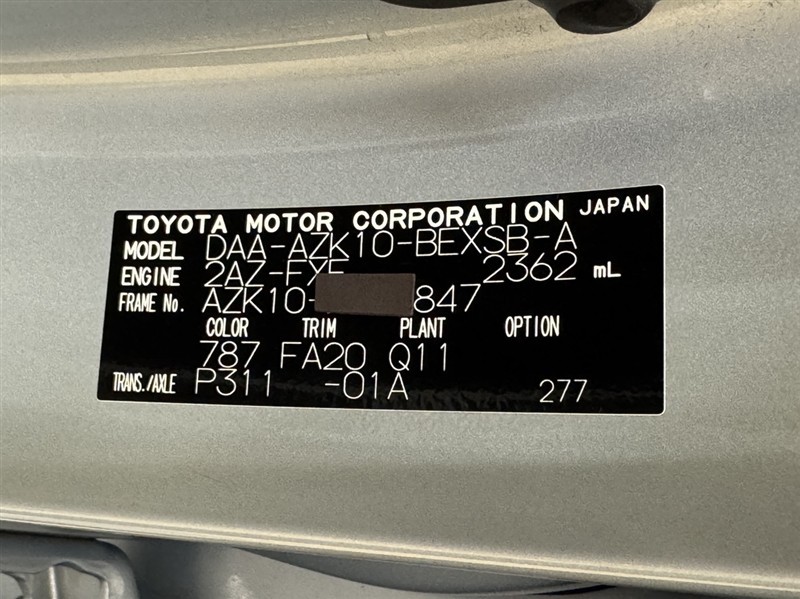 TOYOTA MOTOR CORPORATION JAPAN
MODEL DAA-AZK10-BEXSB-A
ENGINE 2AZ-FXE 2362 mL
FRAME No. AZK10- 847
COLOR TRIM PLANT OPTION
787 FA20 Q11
TRANS./AXLE P311 -01A 277